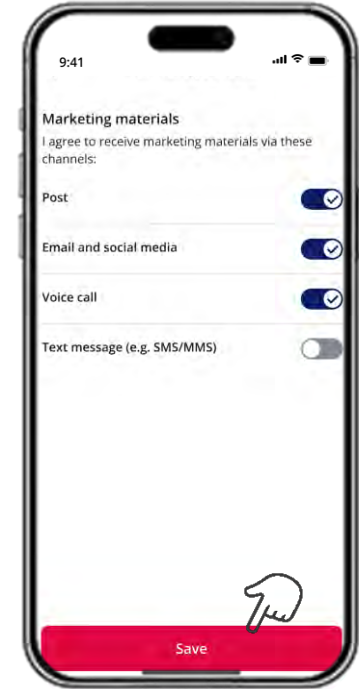 9:41
Marketing materials
I agree to receive marketing materials via these
channels:
Post
Email and social media
Voice call
Text message (e.g. SMS/MMS)
Save